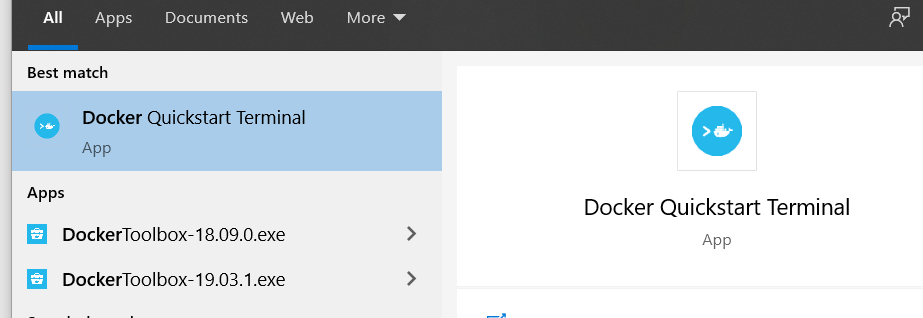 All Apps Documents Web More
Best match
Docker Quickstart Terminal
App
Apps
DockerToolbox-18.09.0.exe
DockerToolbox-19.03.1.exe
Docker Quickstart Terminal
App